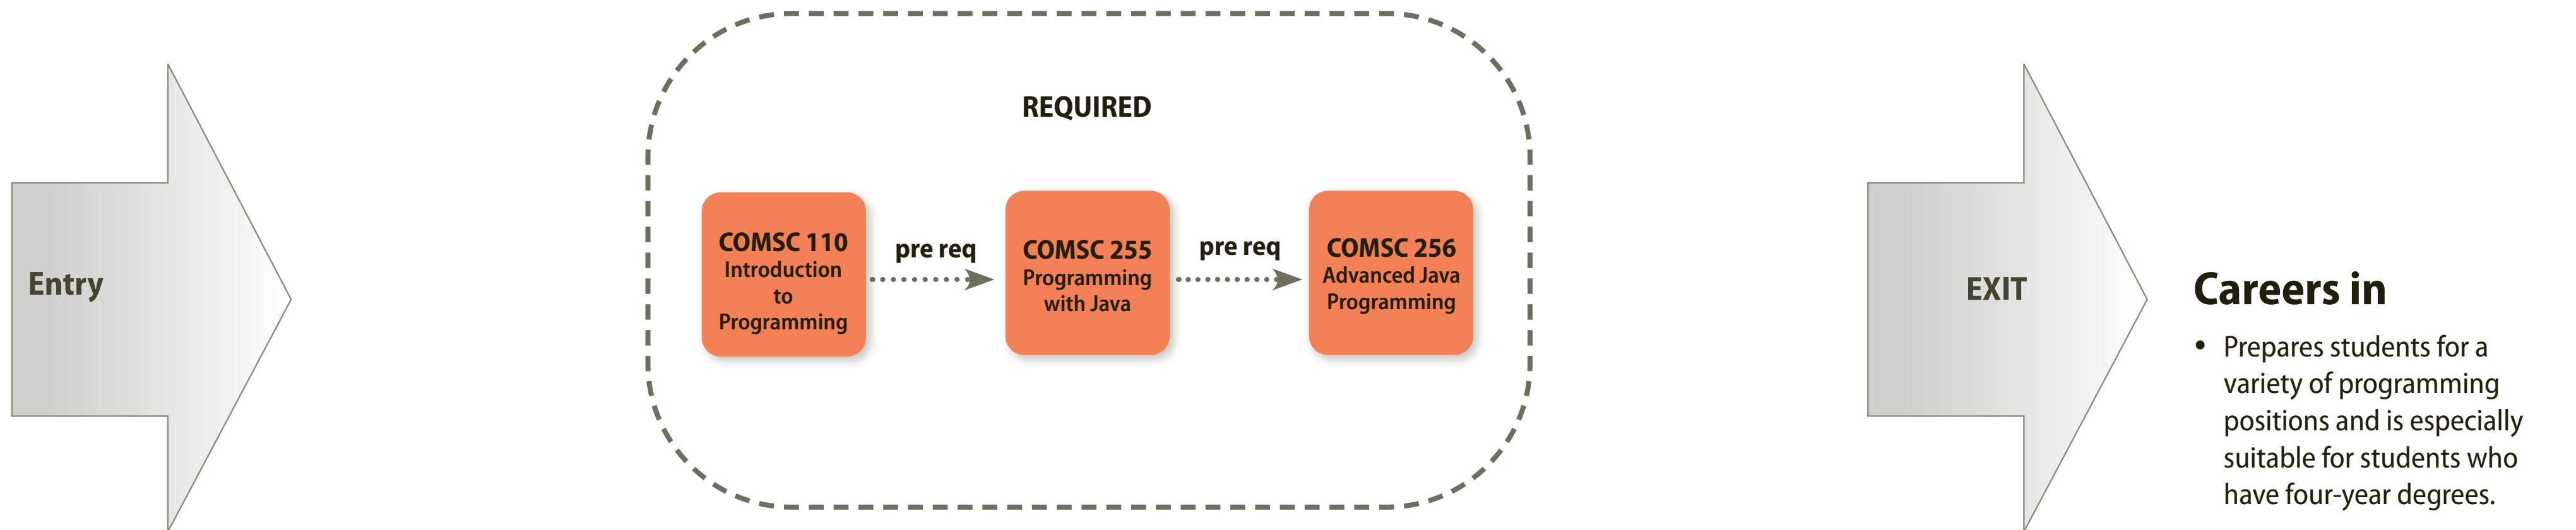 Entry
REQUIRED
COMSC 110
Introduction
to
Programming
pre req
COMSC 255
Programming
with Java
pre req
COMSC 256
Advanced Java
Programming
EXIT
Careers in
• Prepares students for a
variety of programming
positions and is especially
suitable for students who
have four-year degrees.